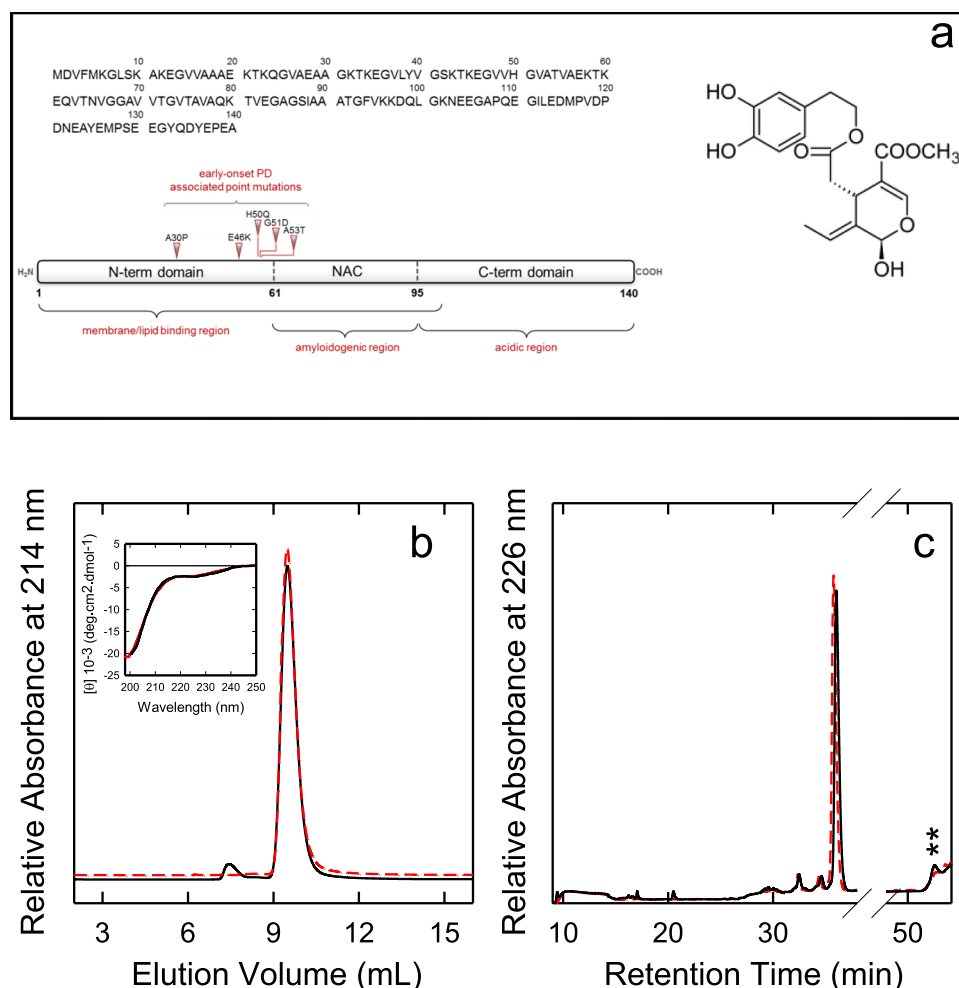 a
10 20 30 40 50 60
MDVFMKGLSK AKEGVVAAAE KTKQGVAEAA GKTKEGVLYV GSKTKEGVVH GVATVAEKTK
70 80 90 100 110 120
EQVTNVGGAV VTGVTAVAQK TVEGAGSIAA ATGFVKKDQL GKNEEGAPQE GILEDMPVDP
130 140
DNEAYEMPSE EGYQDYEPEA
early-onset PD
associated point mutations
H50Q
G51D
A30P E46K A53T
H₂N N-term domain NAC C-term domain COOH
1 61 95 140
membrane/lipid binding region
amyloidogenic region acidic region
HO
HO
O
O
COOCH₃
O
OH
b
Relative Absorbance at 214 nm
[θ] 10-3 (deg.cm2.dmol-1)
5
0
-5
-10
-15
-20
-25
200 210 220 230 240 250
Wavelength (nm)
3 6 9 12 15
Elution Volume (mL)
c
Relative Absorbance at 226 nm
**
10 20 30 50
Retention Time (min)